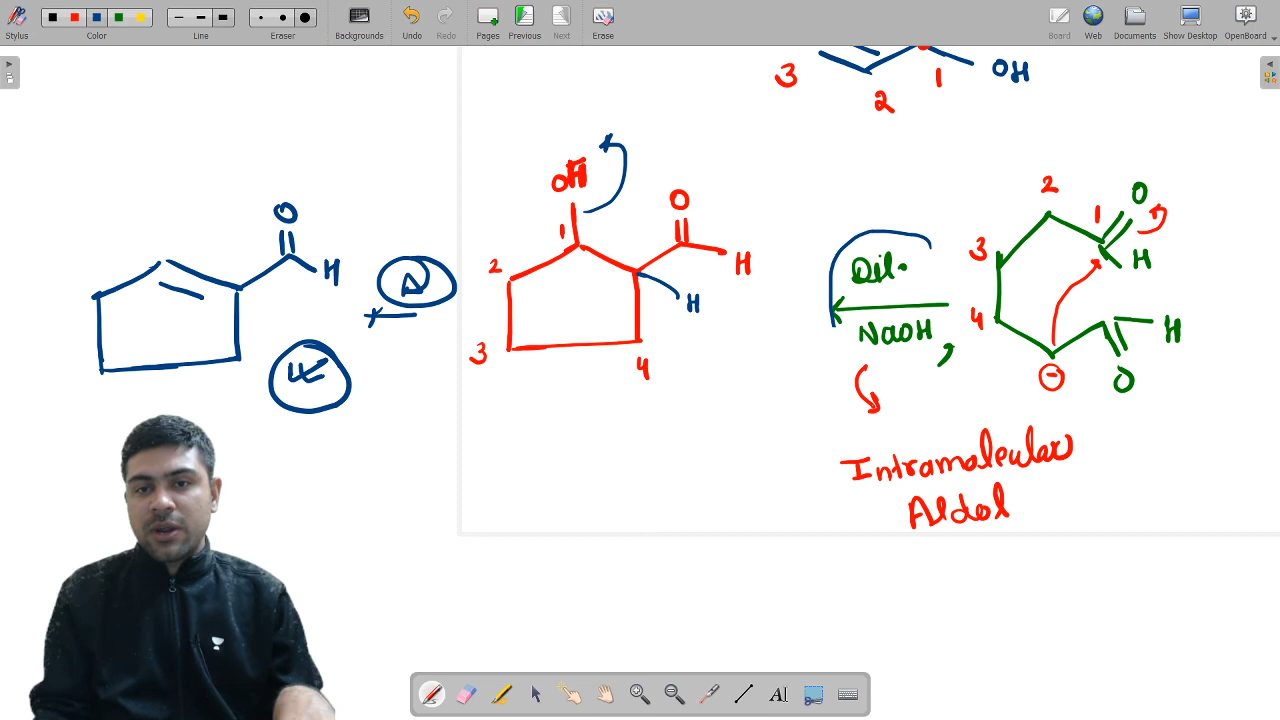 Stylus
Color
Line
Eraser
Backgrounds
Undo
Redo
Pages
Previous
Next
Erase
Board
Web
Documents
Show Desktop
OpenBoard
3
2
1
OH
OH
1
2
3
4
O
H
H
O
H
Δ
Dil.
NaOH,
2
1
3
4
O
H
H
O
⊖
Intramolecular
Aldol
AI